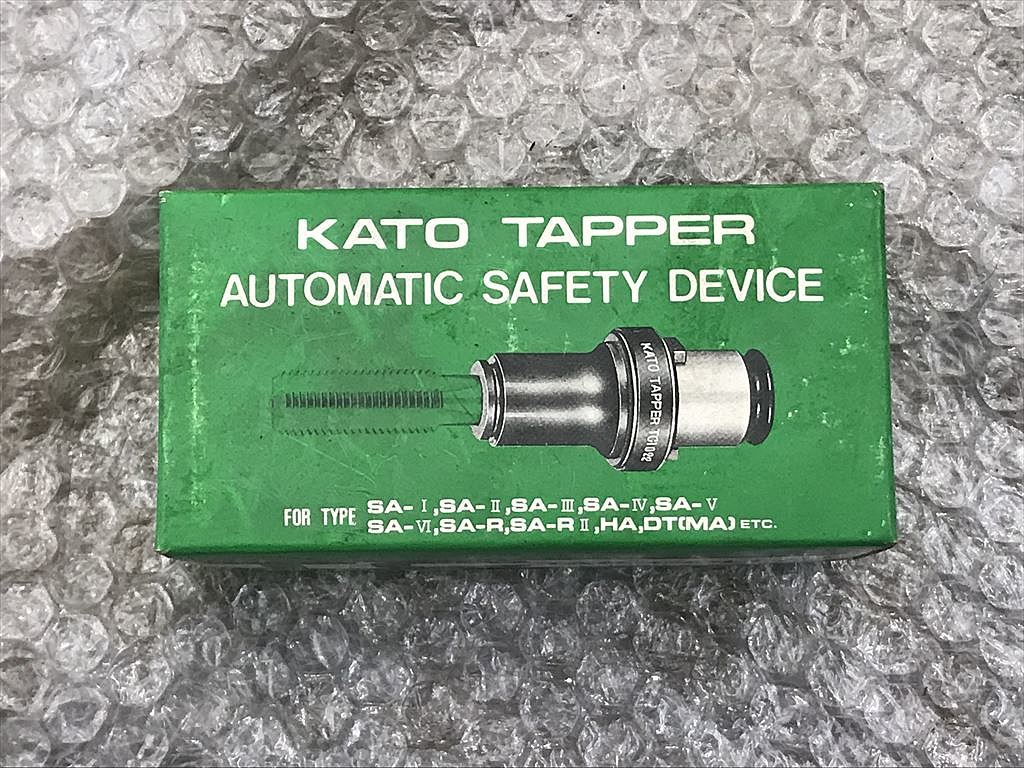 KATO TAPPER
AUTOMATIC SAFETY DEVICE
KATO TAPPER
FOR TYPE SA-Ⅰ,SA-Ⅱ,SA-Ⅲ,SA-Ⅳ,SA-Ⅴ
SA-Ⅵ,SA-R,SA-RⅡ,HA,DT(MA) ETC.